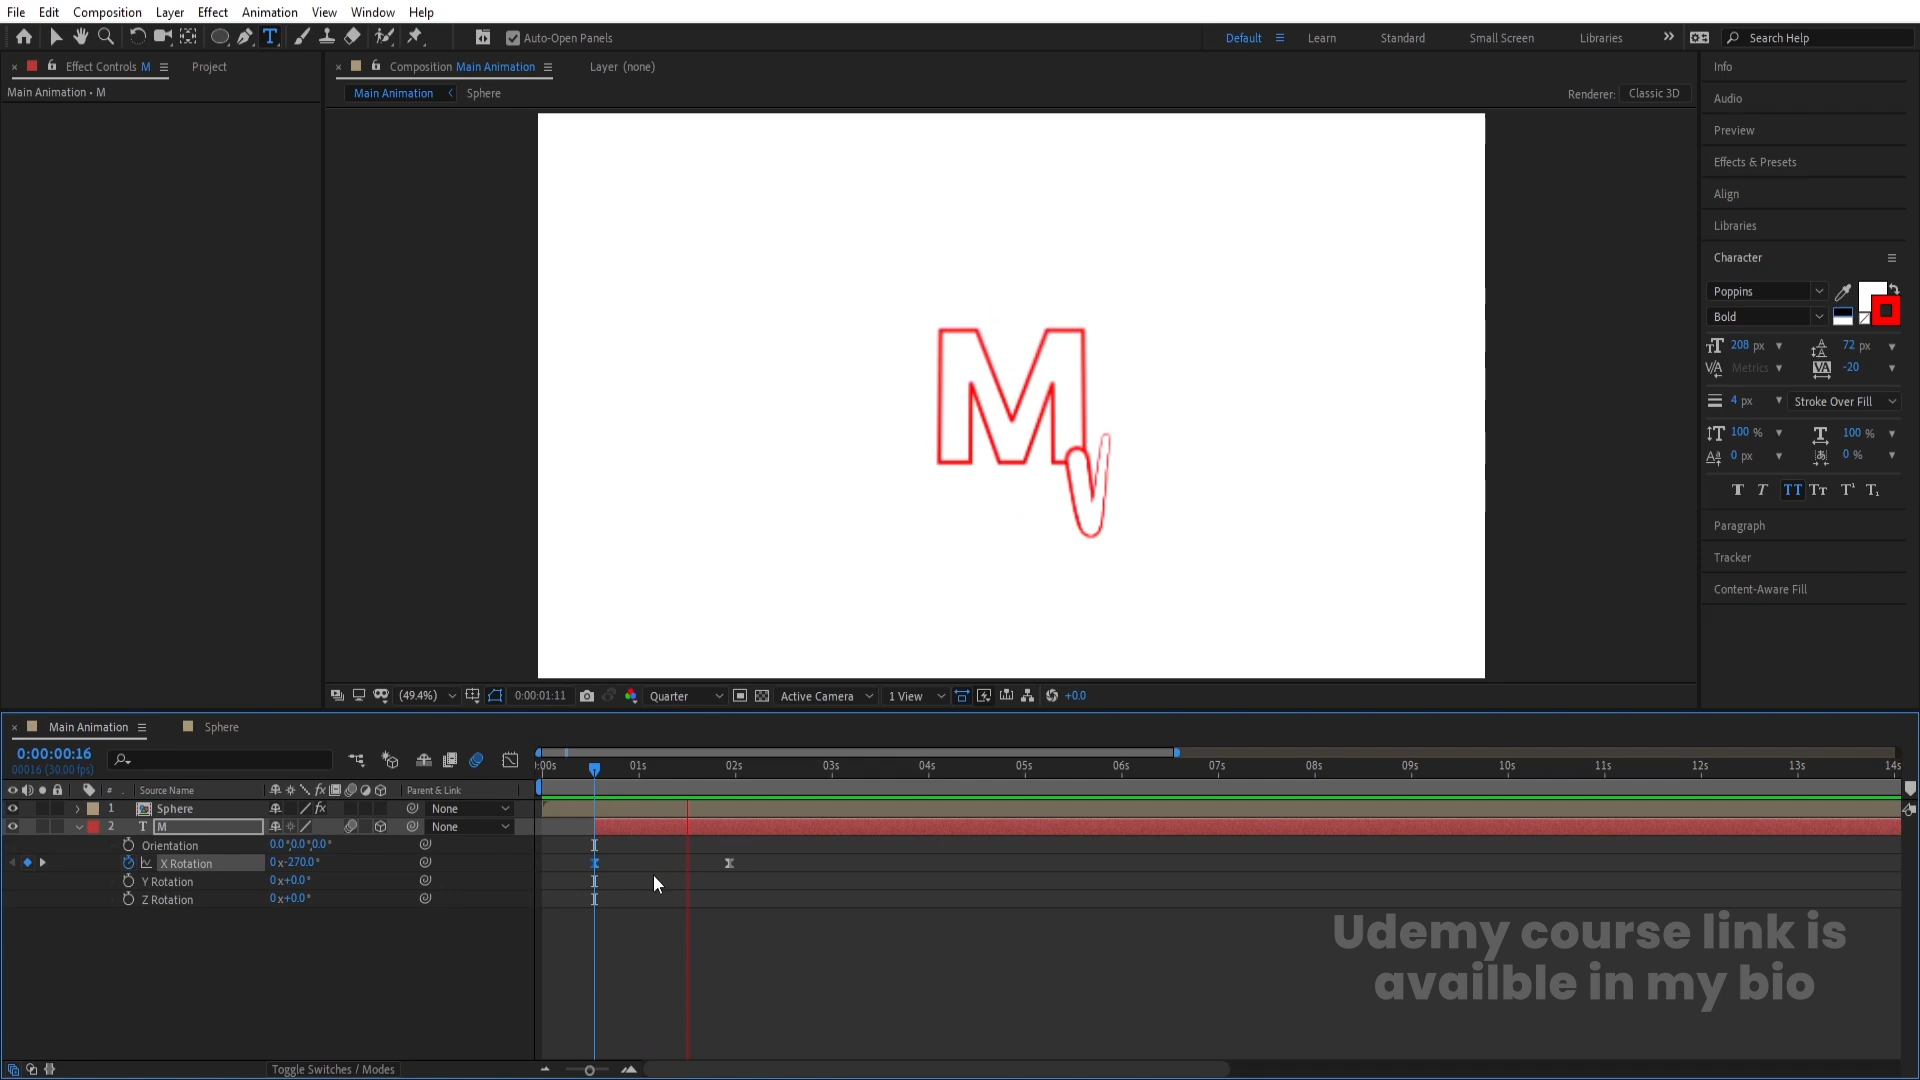 File Edit Composition Layer Effect Animation View Window Help
Auto-Open Panels
Default Learn Standard Small Screen Libraries Search Help
Effect Controls M Project
Composition Main Animation Layer (none)
Info
Main Animation • M
Main Animation Sphere
Renderer: Classic 3D
Audio
Preview
Effects & Presets
Align
Libraries
Character
Poppins
Bold
208 px 72 px
Metrics -20
4 px Stroke Over Fill
100 % 100 %
0 px 0 %
Paragraph
Tracker
Content-Aware Fill
M
(49.4%) 0:00:01:11 Quarter Active Camera 1 View +0.0
Main Animation Sphere
0:00:00:16
00016 (30.00 fps)
:00s 01s 02s 03s 04s 05s 06s 07s 08s 09s 10s 11s 12s 13s 14s
# Source Name Parent & Link
1 Sphere None
2 T M None
Orientation 0.0°,0.0°,0.0°
X Rotation 0x-270.0°
Y Rotation 0x+0.0°
Z Rotation 0x+0.0°
Udemy course link is
availble in my bio
Toggle Switches / Modes